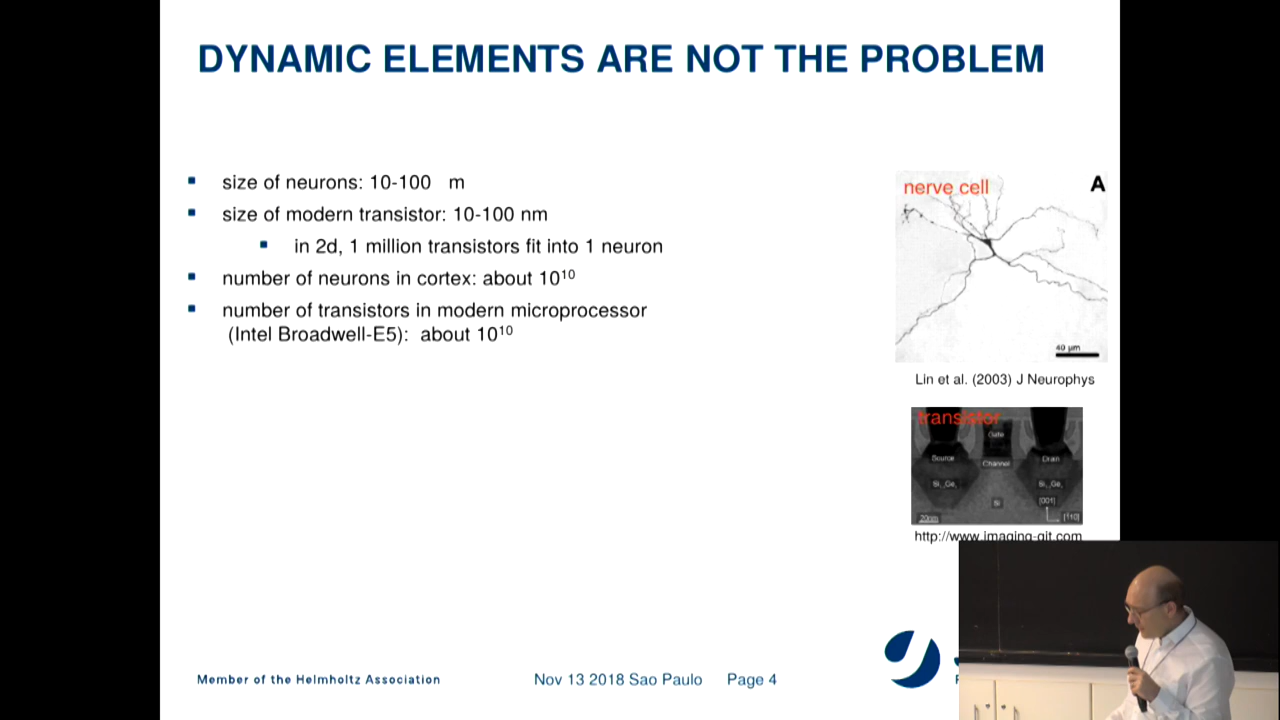 DYNAMIC ELEMENTS ARE NOT THE PROBLEM
size of neurons: 10-100 m
size of modern transistor: 10-100 nm
in 2d, 1 million transistors fit into 1 neuron
number of neurons in cortex: about 10¹⁰
number of transistors in modern microprocessor
(Intel Broadwell-E5): about 10¹⁰
nerve cell
A
40 µm
Lin et al. (2003) J Neurophys
transistor
Gate
Source
Channel
Drain
Si
[001]
[110]
20nm
http://www.imaging-git.com
Member of the Helmholtz Association
Nov 13 2018 Sao Paulo Page 4